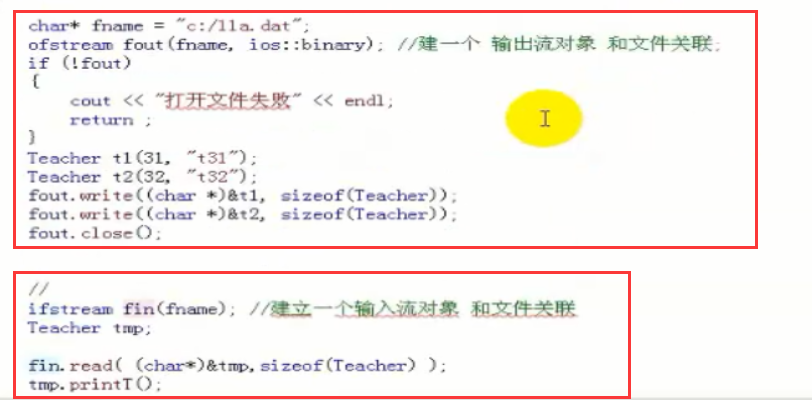 char* fname = "c:/11a.dat";
ofstream fout(fname, ios::binary); //建一个 输出流对象 和文件关联;
if (!fout)
{
cout << "打开文件失败" << endl;
return ;
}
Teacher t1(31, "t31");
Teacher t2(32, "t32");
fout.write((char *)&t1, sizeof(Teacher));
fout.write((char *)&t2, sizeof(Teacher));
fout.close();
//
ifstream fin(fname); //建立一个输入流对象 和文件关联
Teacher tmp;
fin.read( (char*)&tmp,sizeof(Teacher) );
tmp.printT();